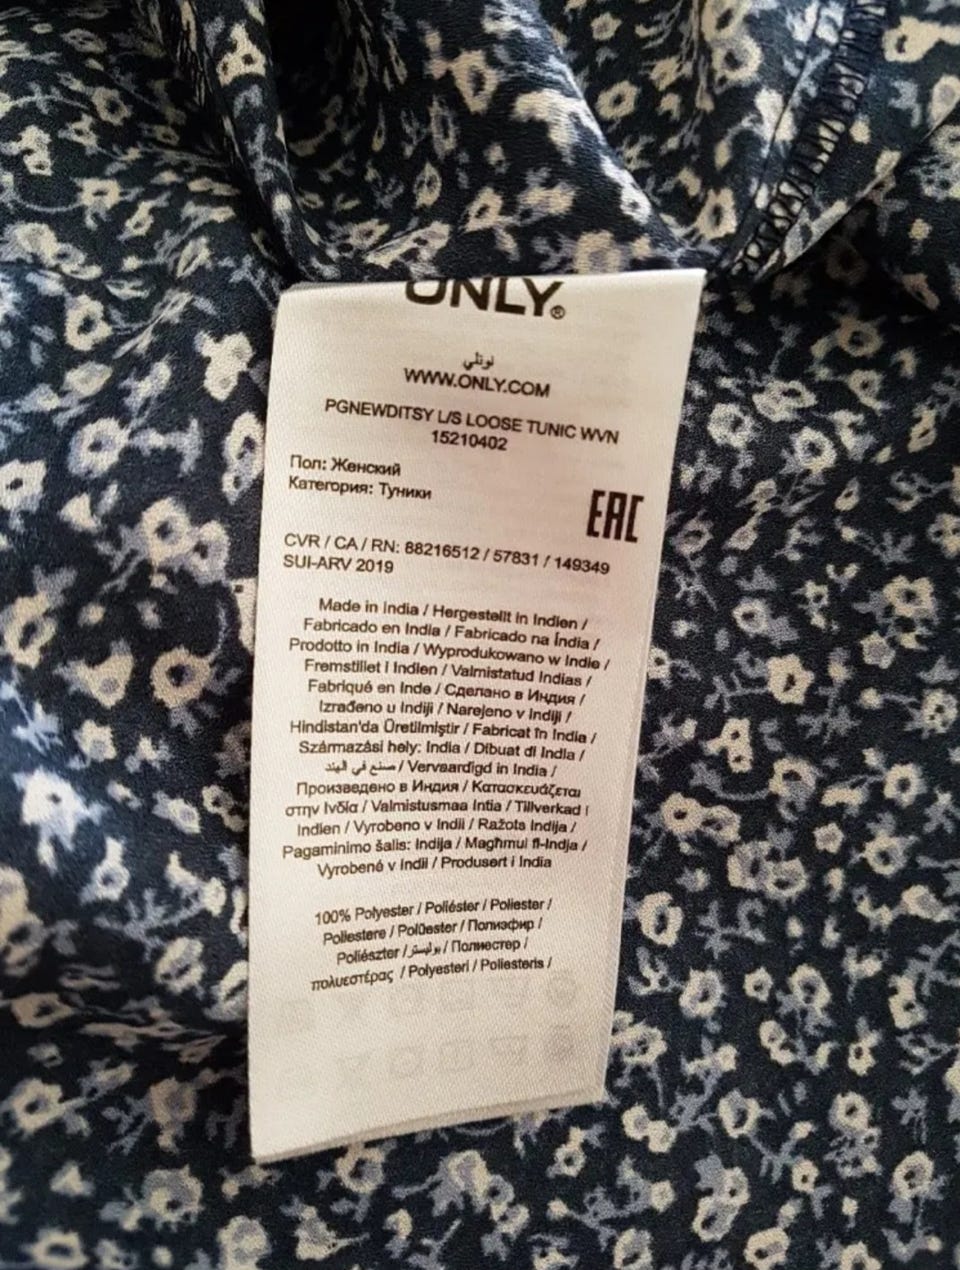 ONLY®
اونلي
WWW.ONLY.COM
PGNEWDITSY L/S LOOSE TUNIC WVN
15210402
Пол: Женский
Категория: Туники
EAC
CVR / CA / RN: 88216512 / 57831 / 149349
SUI-ARV 2019
Made in India / Hergestellt in Indien /
Fabricado en India / Fabricado na Índia /
Prodotto in India / Wyprodukowano w Indie /
Fremstillet i Indien / Valmistatud Indias /
Fabriqué en Inde / Сделано в Индия /
Izrađeno u Indiji / Narejeno v Indiji /
Hindistan'da Üretilmiştir / Fabricat în India /
Származási hely: India / Dibuat di India /
صنع في الهند / Vervaardigd in India /
Произведено в Индия / Κατασκευάζεται
στην Ινδία / Valmistusmaa Intia / Tillverkad i
Indien / Vyrobeno v Indii / Ražots Indija /
Pagaminimo šalis: Indija / Magħmul fl-Indja /
Vyrobené v Indii / Produsert i India
100% Polyester / Poliéster / Poliester /
Poliestere / Polüester / Полиэфир /
Poliészter / بوليستر / Полиестер /
πολυεστέρας / Polyesteri / Poliesteris /